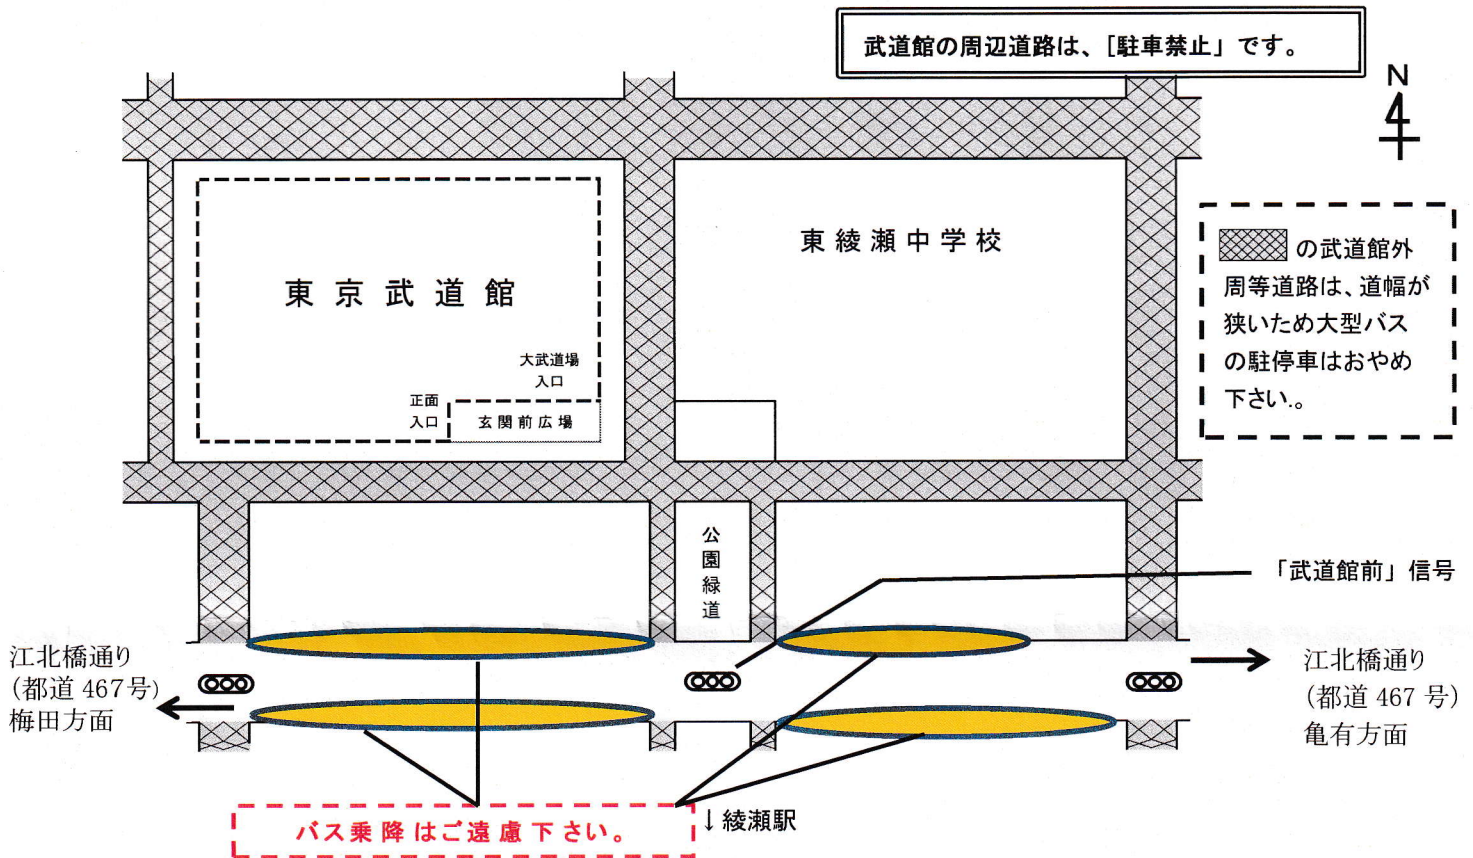 武道館の周辺道路は、[駐車禁止」です。
N
東綾瀬中学校
の武道館外
周等道路は、道幅が
狭いため大型バス
の駐停車はおやめ
下さい.。
東京武道館
大武道場
入口
正面
入口
玄関前広場
公園緑道
「武道館前」信号
江北橋通り
(都道 467号)
梅田方面
江北橋通り
(都道 467 号)
亀有方面
バス乗降はご遠慮下さい。
↓綾瀬駅